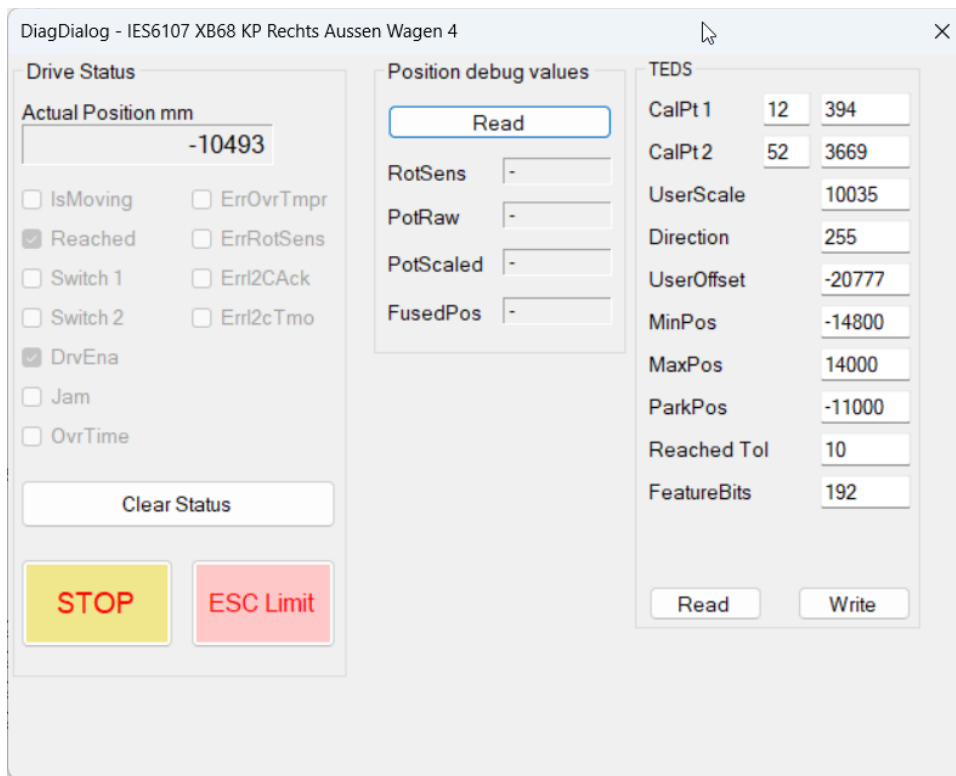 DiagDialog - IES6107 XB68 KP Rechts Aussen Wagen 4
Drive Status
Actual Position mm
-10493
IsMoving ErrOvrTmpr
Reached ErrRotSens
Switch 1 ErrI2CAck
Switch 2 ErrI2cTmo
DrvEna
Jam
OvrTime
Clear Status
STOP ESC Limit
Position debug values
Read
RotSens -
PotRaw -
PotScaled -
FusedPos -
TEDS
CalPt 1 12 394
CalPt 2 52 3669
UserScale 10035
Direction 255
UserOffset -20777
MinPos -14800
MaxPos 14000
ParkPos -11000
Reached Tol 10
FeatureBits 192
Read Write